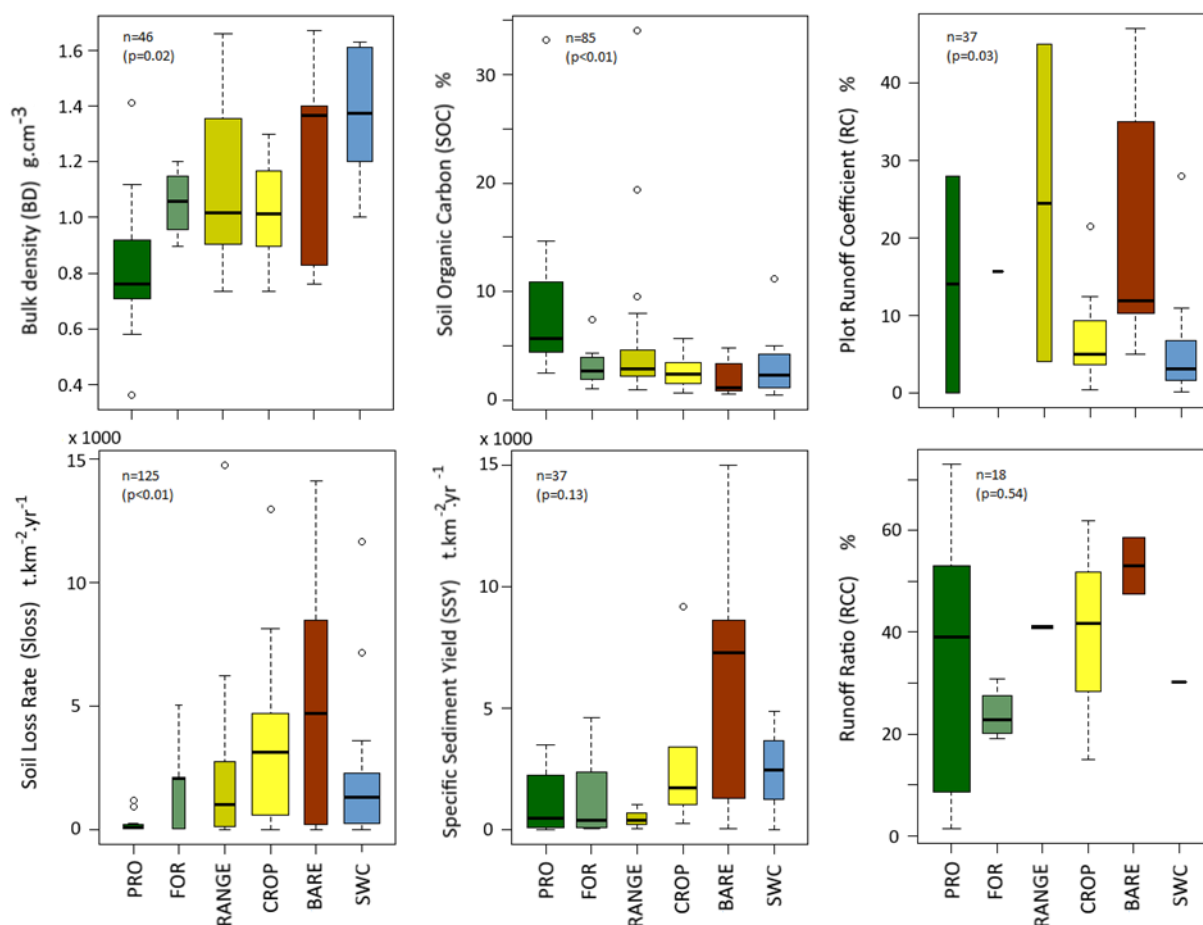 Bulk density (BD) g.cm⁻³
n=46
(p=0.02)
1.6
1.4
1.2
1.0
0.8
0.6
0.4
Soil Organic Carbon (SOC) %
n=85
(p<0.01)
30
20
10
0
Plot Runoff Coefficient (RC) %
n=37
(p=0.03)
40
30
20
10
0
x 1000
Soil Loss Rate (Sloss) t.km⁻².yr⁻¹
n=125
(p<0.01)
15
10
5
0
PRO
FOR
RANGE
CROP
BARE
SWC
x 1000
Specific Sediment Yield (SSY) t.km⁻².yr⁻¹
n=37
(p=0.13)
15
10
5
0
PRO
FOR
RANGE
CROP
BARE
SWC
Runoff Ratio (RCC) %
n=18
(p=0.54)
60
40
20
0
PRO
FOR
RANGE
CROP
BARE
SWC